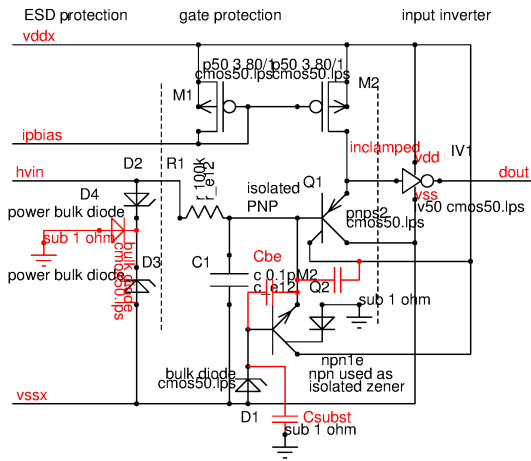 ESD protection
gate protection
input inverter
vddx
p50 3.80/1
p50 3.80/1
cmos50.lps
cmos50.lps
M1
M2
ipbias
inclamped
IV1
hvin
D2
R1
r_100k
r_e12
vdd
dout
D4
isolated
PNP
Q1
vss
v50 cmos50.lps
power bulk diode
pnps2
cmos50.lps
sub 1 ohm
bulk diode
cmos50.lps
D3
power bulk diode
C1
Cbe
c 0.1pM2
c_e12
Q2
sub 1 ohm
npn1e
npn used as
isolated zener
bulk diode
cmos50.lps
vssx
D1
Csubst
sub 1 ohm